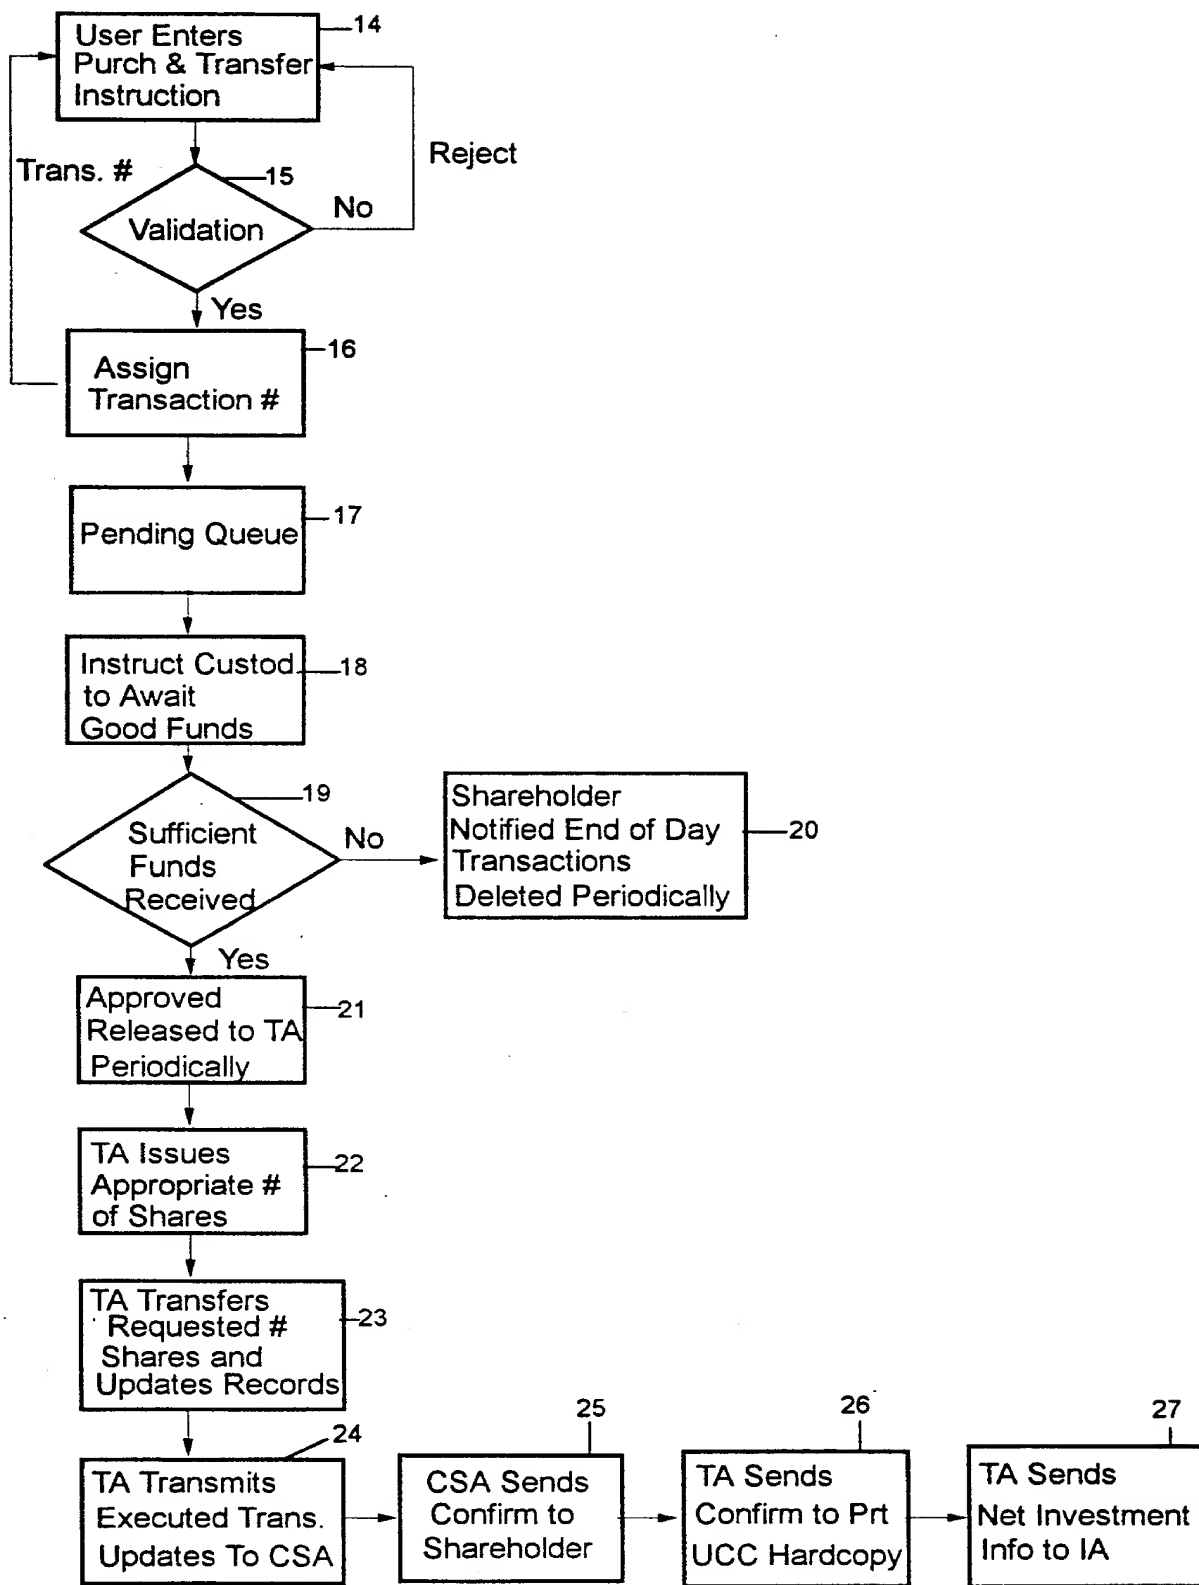 14
User Enters
Purch & Transfer
Instruction
Reject
Trans. #
15
Validation
No
Yes
16
Assign
Transaction #
17
Pending Queue
Instruct Custod
18
to Await
Good Funds
19
Sufficient
Funds
Received
No
Shareholder
Notified End of Day
20
Transactions
Deleted Periodically
Yes
Approved
21
Released to TA
Periodically
TA Issues
22
Appropriate #
of Shares
TA Transfers
Requested #
23
Shares and
Updates Records
24
TA Transmits
Executed Trans.
Updates To CSA
25
CSA Sends
Confirm to
Shareholder
26
TA Sends
Confirm to Prt
UCC Hardcopy
27
TA Sends
Net Investment
Info to IA